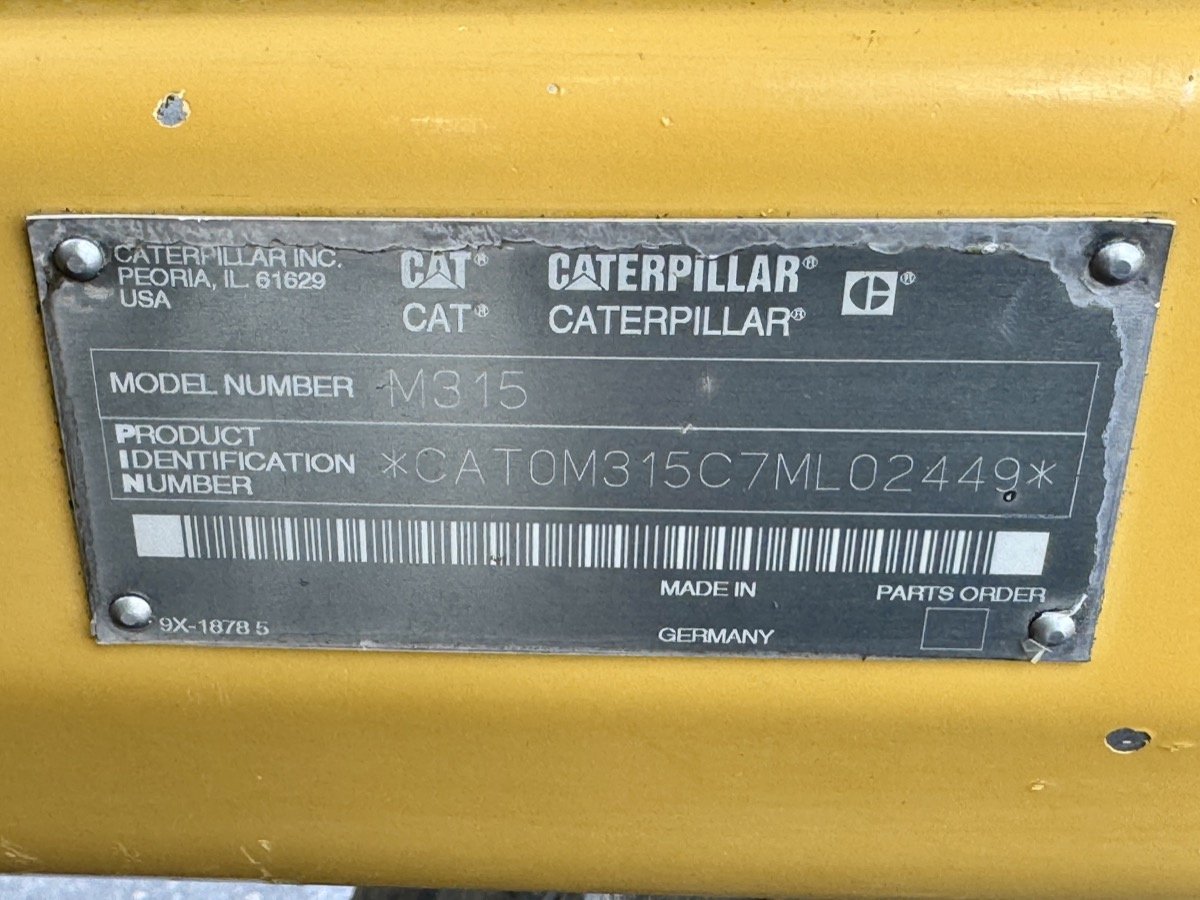 CATERPILLAR INC.
PEORIA, IL. 61629
USA
CAT® CATERPILLAR® C®
CAT® CATERPILLAR®
MODEL NUMBER M315
PRODUCT
IDENTIFICATION
NUMBER
*CAT0M315C7ML02449*
MADE IN
GERMANY
PARTS ORDER
9X-1878 5